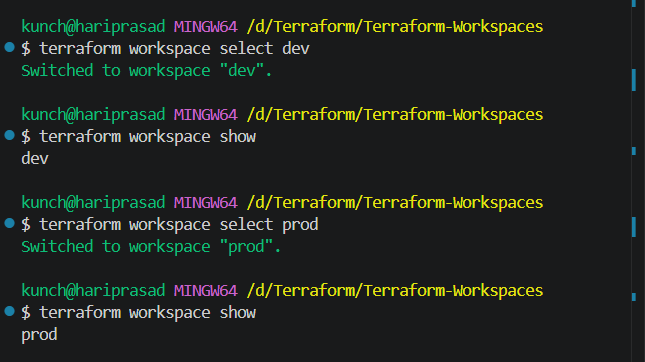 kunch@hariprasad MINGW64 /d/Terraform/Terraform-Workspaces
$ terraform workspace select dev
Switched to workspace "dev".
kunch@hariprasad MINGW64 /d/Terraform/Terraform-Workspaces
$ terraform workspace show
dev
kunch@hariprasad MINGW64 /d/Terraform/Terraform-Workspaces
$ terraform workspace select prod
Switched to workspace "prod".
kunch@hariprasad MINGW64 /d/Terraform/Terraform-Workspaces
$ terraform workspace show
prod